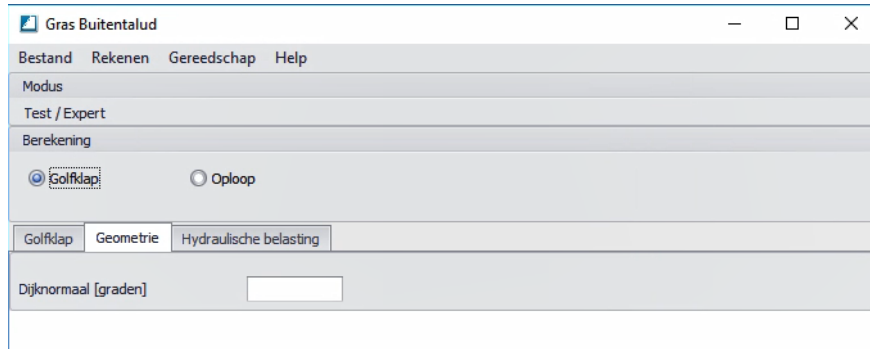 Gras Buitentalud
Bestand Rekenen Gereedschap Help
Modus
Test / Expert
Berekening
Golfklap Oploop
Golfklap Geometrie Hydraulische belasting
Dijknormaal [graden]